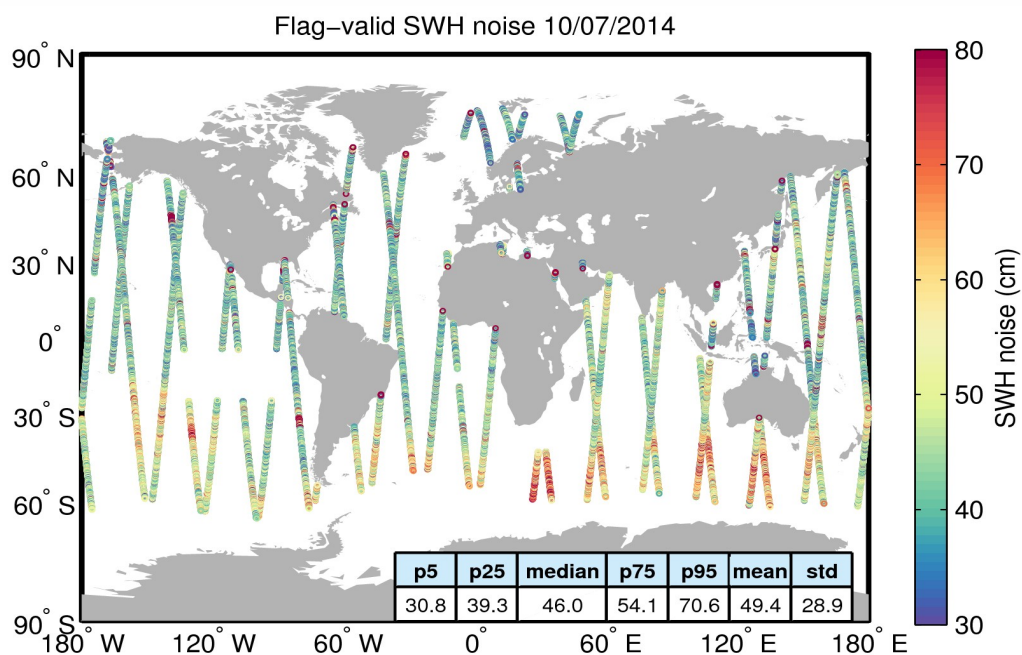 Flag−valid SWH noise 10/07/2014
90° N
60° N
30° N
0°
30° S
60° S
90° S
180° W
120° W
60° W
0°
60° E
120° E
180° E
p5 p25 median p75 p95 mean std
30.8 39.3 46.0 54.1 70.6 49.4 28.9
80
70
60
50
40
30
SWH noise (cm)